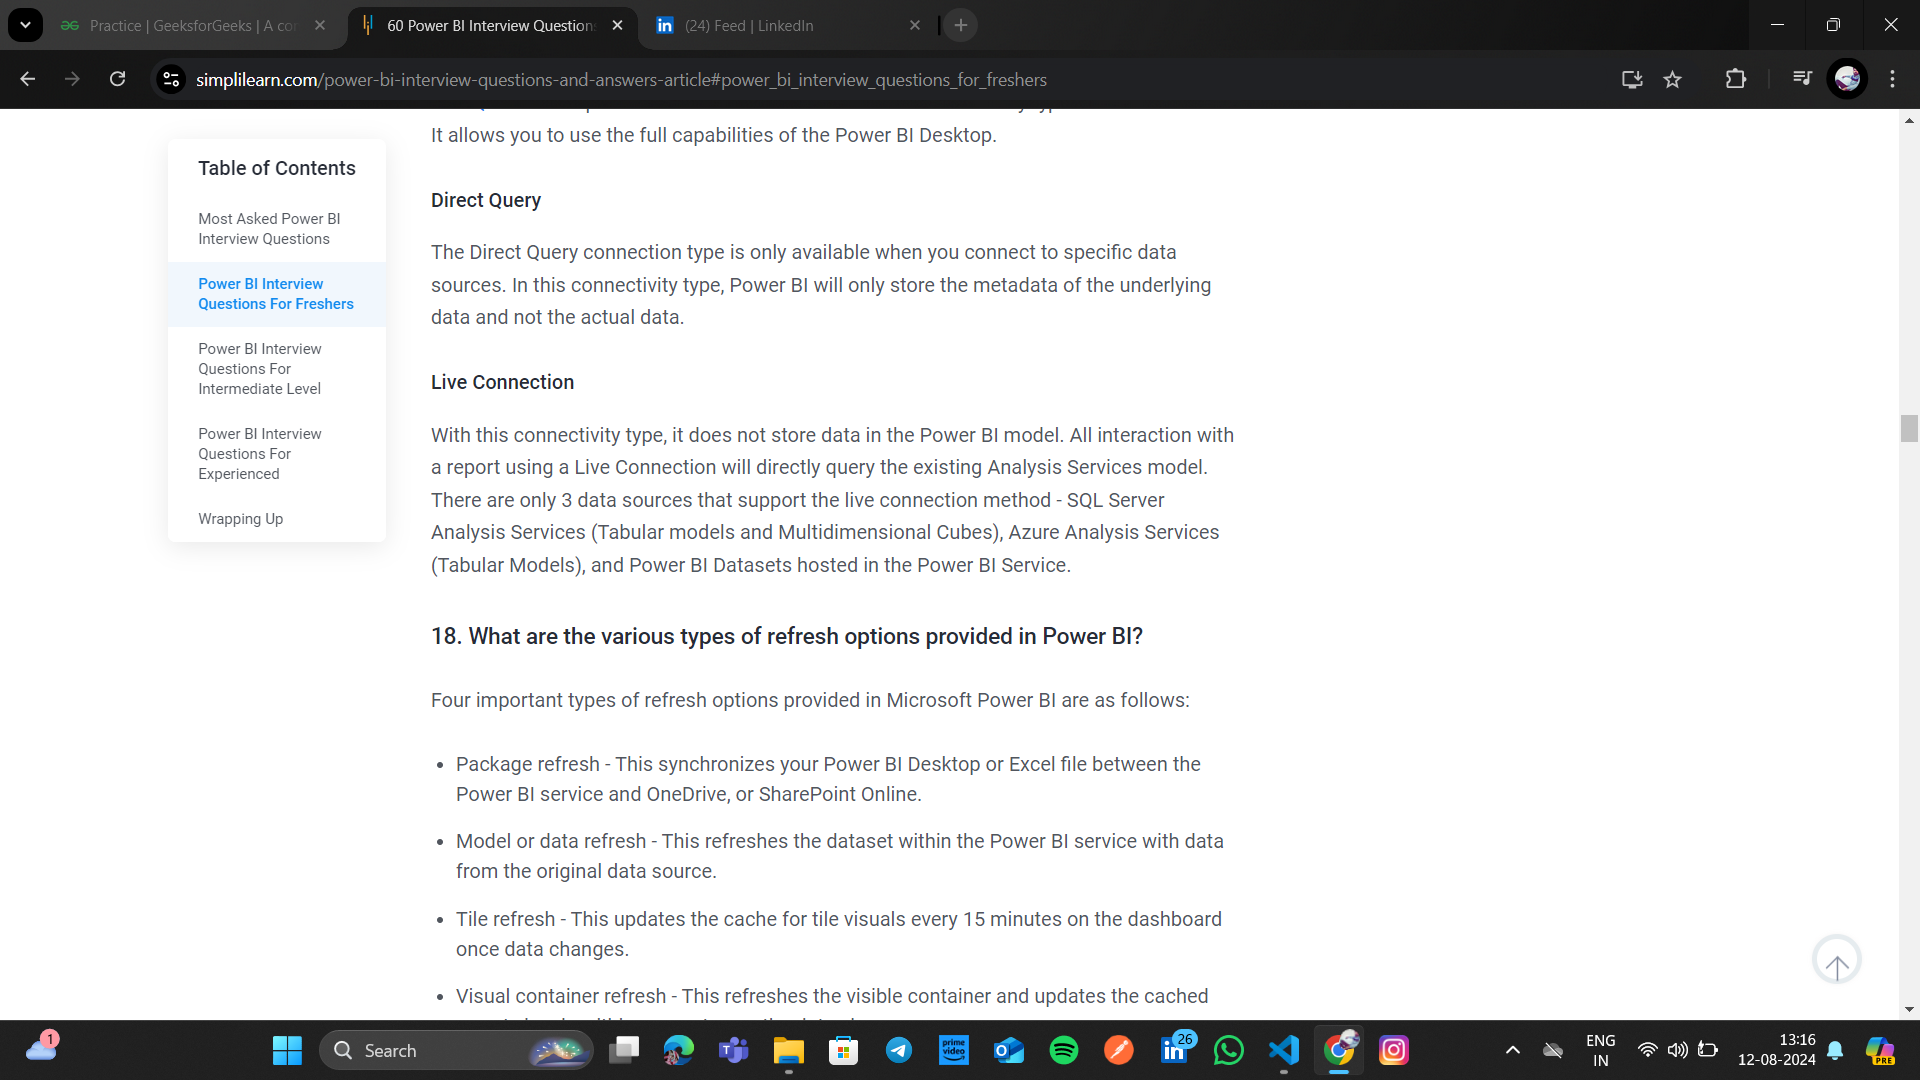 Practice | GeeksforGeeks | A co
60 Power BI Interview Question
(24) Feed | LinkedIn
simplilearn.com/power-bi-interview-questions-and-answers-article#power_bi_interview_questions_for_freshers
Table of Contents
Most Asked Power BI
Interview Questions
Power BI Interview
Questions For Freshers
Power BI Interview
Questions For
Intermediate Level
Power BI Interview
Questions For
Experienced
Wrapping Up
It allows you to use the full capabilities of the Power BI Desktop.
Direct Query
The Direct Query connection type is only available when you connect to specific data
sources. In this connectivity type, Power BI will only store the metadata of the underlying
data and not the actual data.
Live Connection
With this connectivity type, it does not store data in the Power BI model. All interaction with
a report using a Live Connection will directly query the existing Analysis Services model.
There are only 3 data sources that support the live connection method - SQL Server
Analysis Services (Tabular models and Multidimensional Cubes), Azure Analysis Services
(Tabular Models), and Power BI Datasets hosted in the Power BI Service.
18. What are the various types of refresh options provided in Power BI?
Four important types of refresh options provided in Microsoft Power BI are as follows:
• Package refresh - This synchronizes your Power BI Desktop or Excel file between the
Power BI service and OneDrive, or SharePoint Online.
• Model or data refresh - This refreshes the dataset within the Power BI service with data
from the original data source.
• Tile refresh - This updates the cache for tile visuals every 15 minutes on the dashboard
once data changes.
• Visual container refresh - This refreshes the visible container and updates the cached
1
Search
prime
video
26
ENG
IN
13:16
12-08-2024
PRE